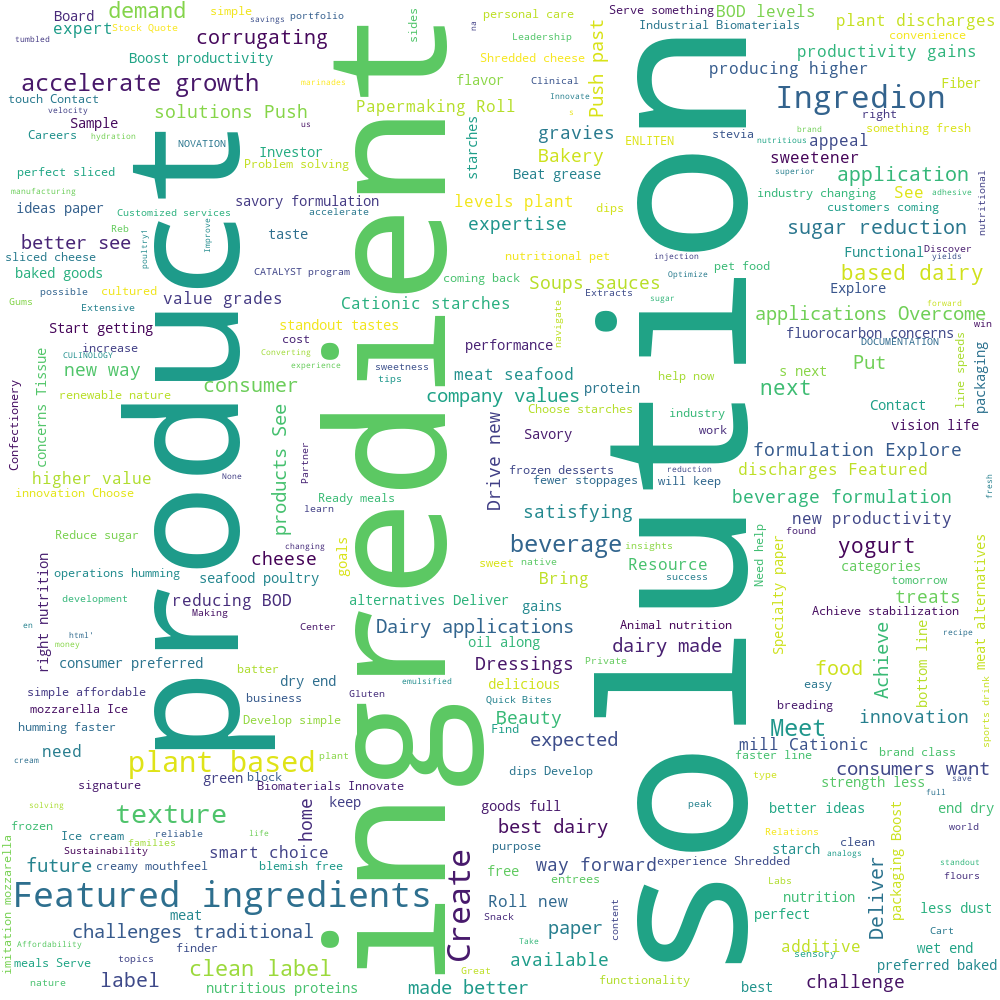 product
ingredient
solution
Ingredion
Featured ingredients
plant based
texture
accelerate growth
Create
beverage
yogurt
Meet
clean label
sugar reduction
based dairy
application
next
Put
demand
Board
expert
simple
Stock Quote
savings
portfolio
tumbled
corrugating
Boost productivity
sides
na
personal care
Leadership
Shredded cheese
Serve something
Industrial Biomaterials
BOD levels
plant discharges
convenience
productivity gains
producing higher
Push past
flavor
Clinical
Innovate
marinades
touch Contact
velocity
Sample
solutions Push
us
Papermaking Roll
s
starches
gravies
ENLITEN
stevia
right
Fiber
brand
something fresh
nutritious
appeal
Careers
hydration
NOVATION
Investor
Problem solving
Bakery
Beat grease
sweetener
superior
perfect sliced
manufacturing
savory formulation
accelerate
levels plant
dips
industry changing
See
adhesive
nutritional
ideas paper
Customized services
Reb
poultry1
Improve
taste
expertise
customers coming
better see
sliced cheese
baked goods
CATALYST program
nutritional pet
coming back
injection
Optimize
pet food
Functional
Discover
yields
Explore
possible
cultured
Gums
Extensive
value grades
Cationic starches
Soups sauces
Extracts
sugar
forward
Start getting
standout tastes
cost
navigate
applications Overcome
win
fluorocarbon concerns
DOCUMENTATION
increase
CULINOLOGY
Converting
experience
performance
line speeds
packaging
Confectionery
concerns Tissue
new way
renewable nature
consumer
sweetness
tips
meat seafood
company values
protein
help now
s next
Choose starches
industry
work
Contact
vision life
Savory
Drive new
products See
Partner
formulation Explore
higher value
innovation Choose
None
learn
Ready meals
frozen desserts
fewer stoppages
reduction
will keep
discharges Featured
fresh
beverage formulation
satisfying
new productivity
found
Need help
Reduce sugar
changing
goals
cheese
sweet
native
insights
Resource
success
Bring
Specialty paper
categories
tomorrow
treats
meat alternatives
right nutrition
operations humming
seafood poultry
development
reducing BOD
Making
Center
alternatives Deliver
gains
Achieve stabilization
en
html'
money
Dairy applications
oil along
Animal nutrition
dairy made
Achieve
recipe
consumer preferred
batter
dry end
emulsified
Dressings
Private
food
bottom line
sports drink
simple affordable
business
Gluten
delicious
Quick Bites
easy
mozzarella Ice
breading
humming faster
Develop simple
Beauty
Find
innovation
need
cream
plant
expected
mill Cationic
faster line
brand class
signature
green
block
Biomaterials Innovate
dips Develop
type
consumers want
strength less
save
full
home
keep
goods full
peak
better ideas
end dry
solving
frozen
Ice cream
reliable
life
families
best dairy
Relations
world
imitation mozzarella
Sustainability
smart choice
purpose
starch
clean
analogs
packaging Boost
future
creamy mouthfeel
blemish free
way forward
experience Shredded
standout
flours
free
entrees
Labs
nutrition
Deliver
meat
Roll new
Snack
content
perfect
less dust
challenges traditional
paper
Cart
Affordability
finder
Take
additive
sensory
wet end
meals Serve
topics
available
preferred baked
nature
label
nutritious proteins
Great
made better
functionality
best
challenge